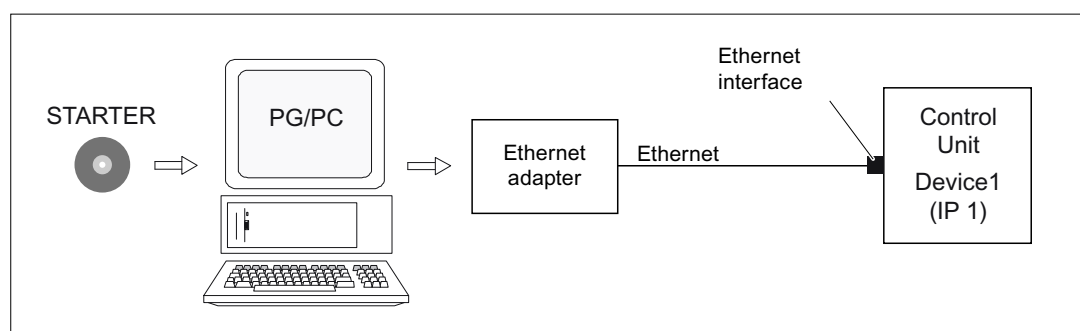 STARTER
PG/PC
Ethernet
adapter
Ethernet
Ethernet
interface
Control
Unit
Device1
(IP 1)